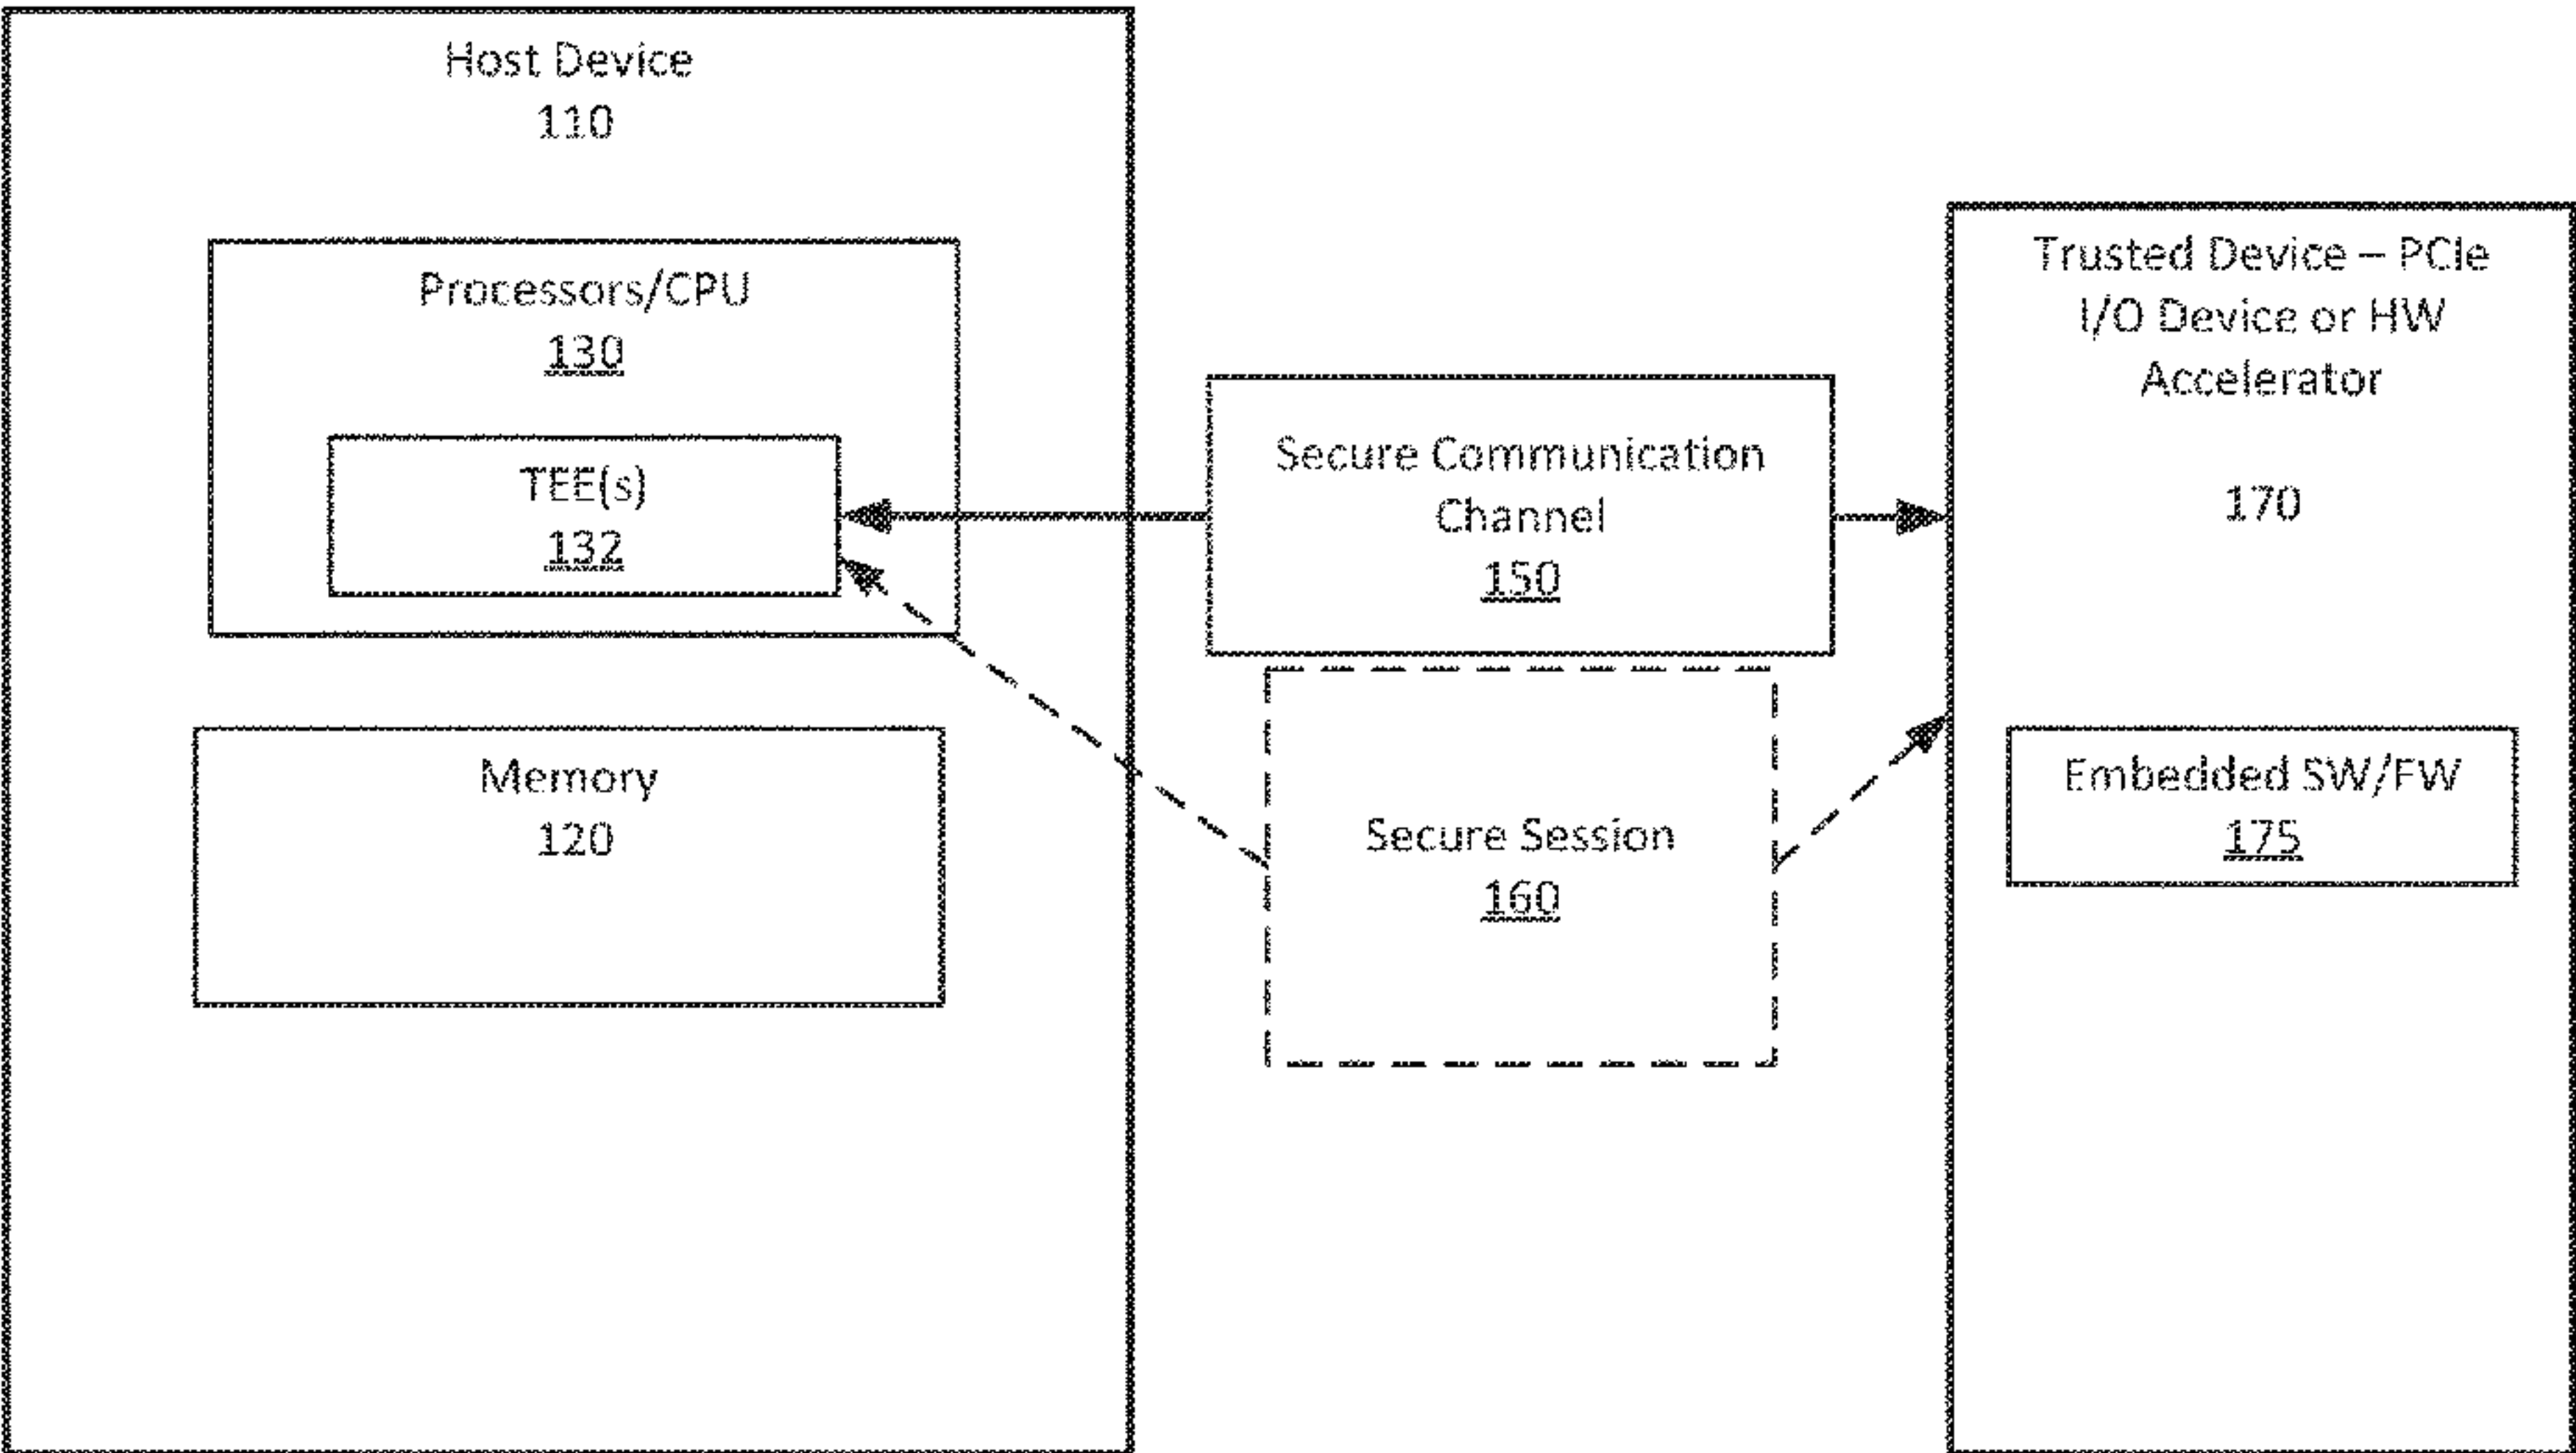 Host Device
110
Processors/CPU
130
TEE(s)
132
Memory
120
Secure Communication
Channel
150
Secure Session
160
Trusted Device – PCIe
I/O Device or HW
Accelerator
170
Embedded SW/FW
175